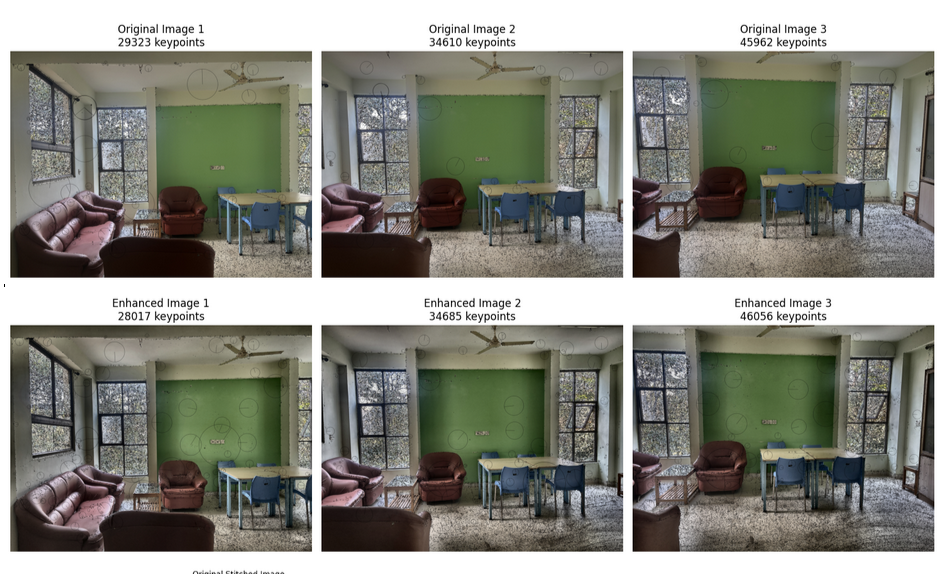 Original Image 1
29323 keypoints
Original Image 2
34610 keypoints
Original Image 3
45962 keypoints
Enhanced Image 1
28017 keypoints
Enhanced Image 2
34685 keypoints
Enhanced Image 3
46056 keypoints
Original Stitched Image